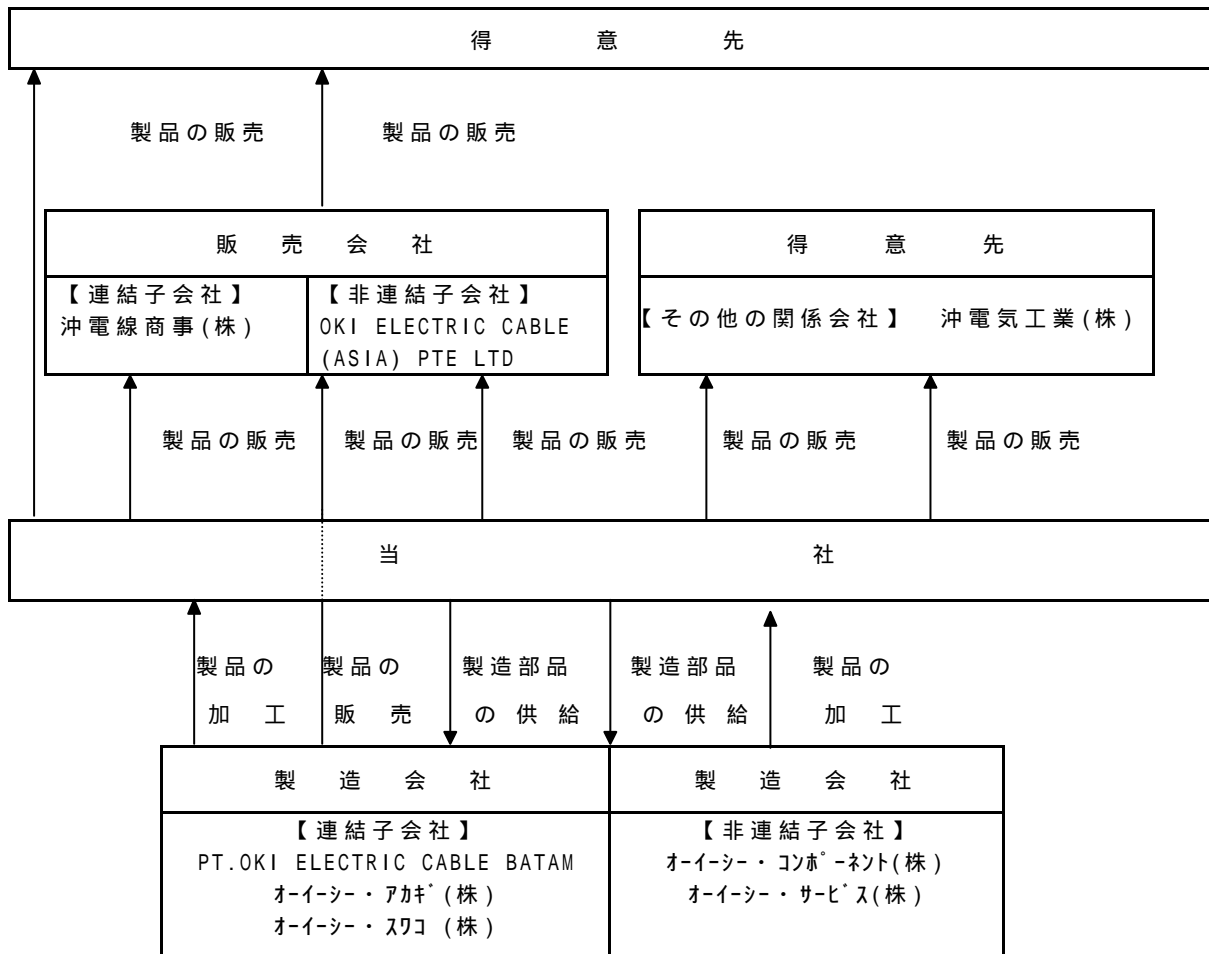 得意先
製品の販売 製品の販売
販売会社 得意先
【連結子会社】 【非連結子会社】
沖電線商事(株) OKI ELECTRIC CABLE 【その他の関係会社】 沖電気工業(株)
(ASIA) PTE LTD
製品の販売 製品の販売 製品の販売 製品の販売 製品の販売
当社
製品の 製品の 製造部品 製造部品 製品の
加工 販売 の供給 の供給 加工
製造会社 製造会社
【連結子会社】 【非連結子会社】
PT.OKI ELECTRIC CABLE BATAM ｵｰｲｰｼｰ・ｺﾝﾎﾟｰﾈﾝﾄ(株)
ｵｰｲｰｼｰ・ｱｶｷﾞ(株) ｵｰｲｰｼｰ・ｻｰﾋﾞｽ(株)
ｵｰｲｰｼｰ・ｽﾜｺ (株)